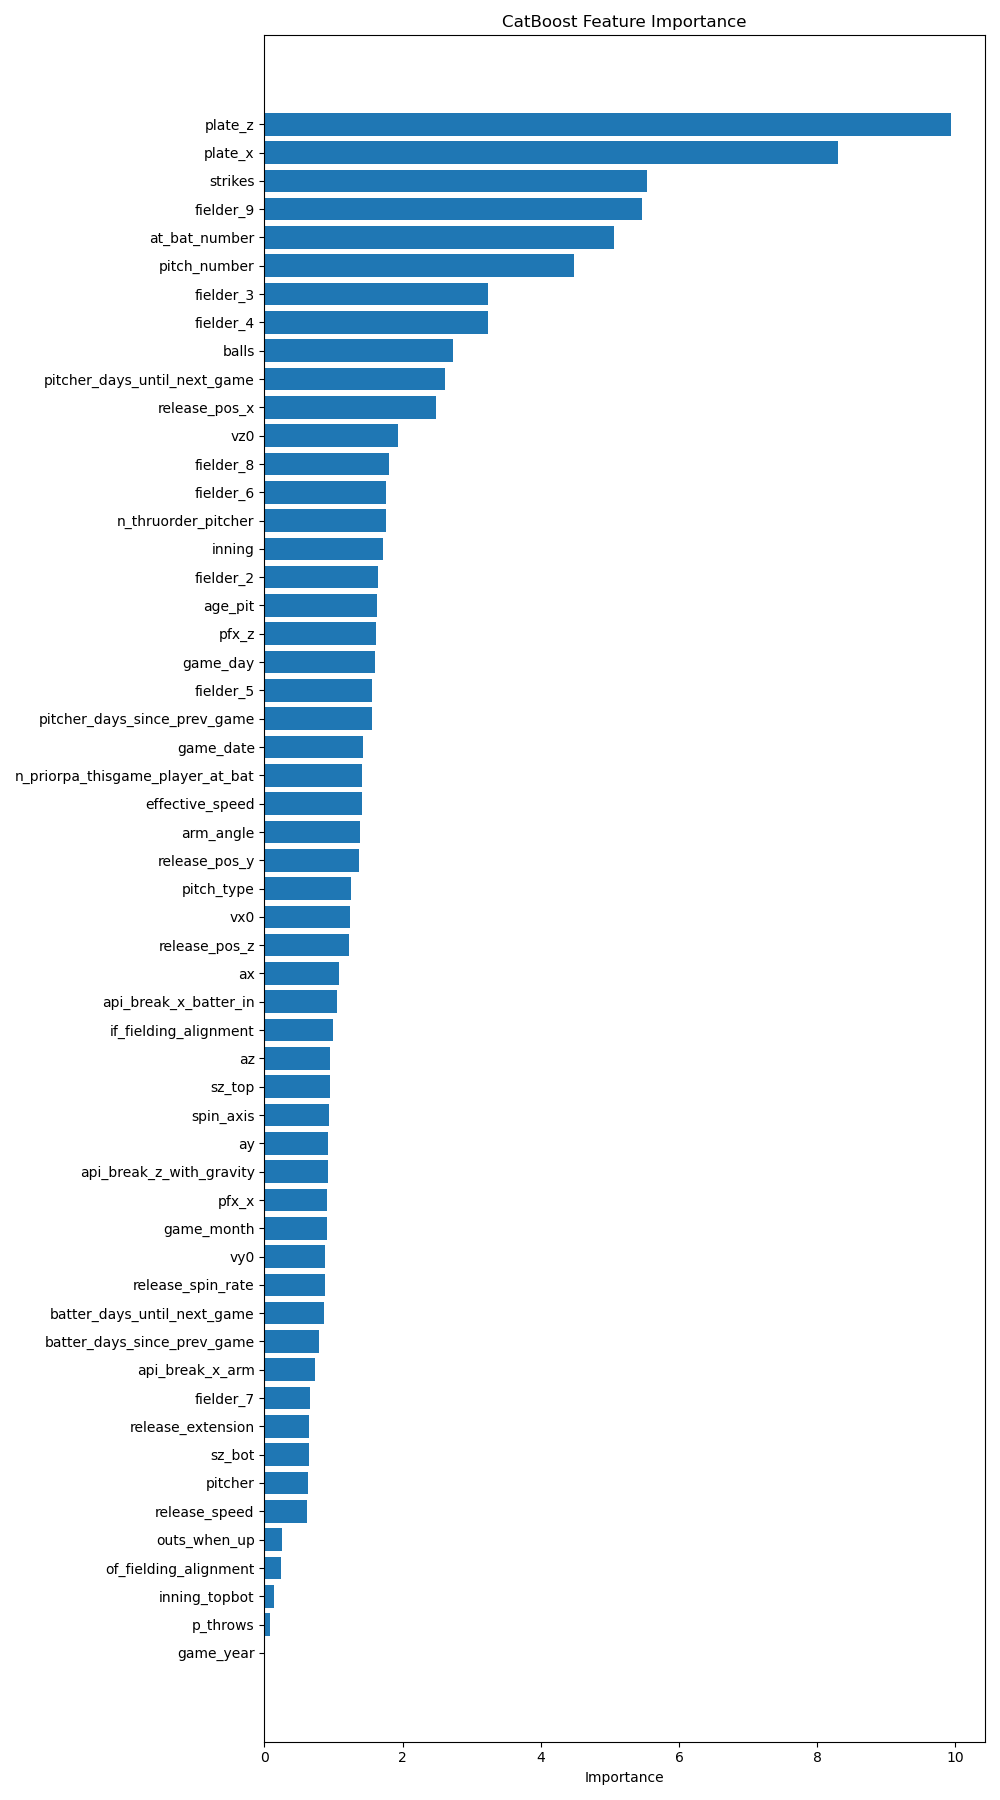 CatBoost Feature Importance
plate_z
plate_x
strikes
fielder_9
at_bat_number
pitch_number
fielder_3
fielder_4
balls
pitcher_days_until_next_game
release_pos_x
vz0
fielder_8
fielder_6
n_thruorder_pitcher
inning
fielder_2
age_pit
pfx_z
game_day
fielder_5
pitcher_days_since_prev_game
game_date
n_priorpa_thisgame_player_at_bat
effective_speed
arm_angle
release_pos_y
pitch_type
vx0
release_pos_z
ax
api_break_x_batter_in
if_fielding_alignment
az
sz_top
spin_axis
ay
api_break_z_with_gravity
pfx_x
game_month
vy0
release_spin_rate
batter_days_until_next_game
batter_days_since_prev_game
api_break_x_arm
fielder_7
release_extension
sz_bot
pitcher
release_speed
outs_when_up
of_fielding_alignment
inning_topbot
p_throws
game_year
0 2 4 6 8 10
Importance